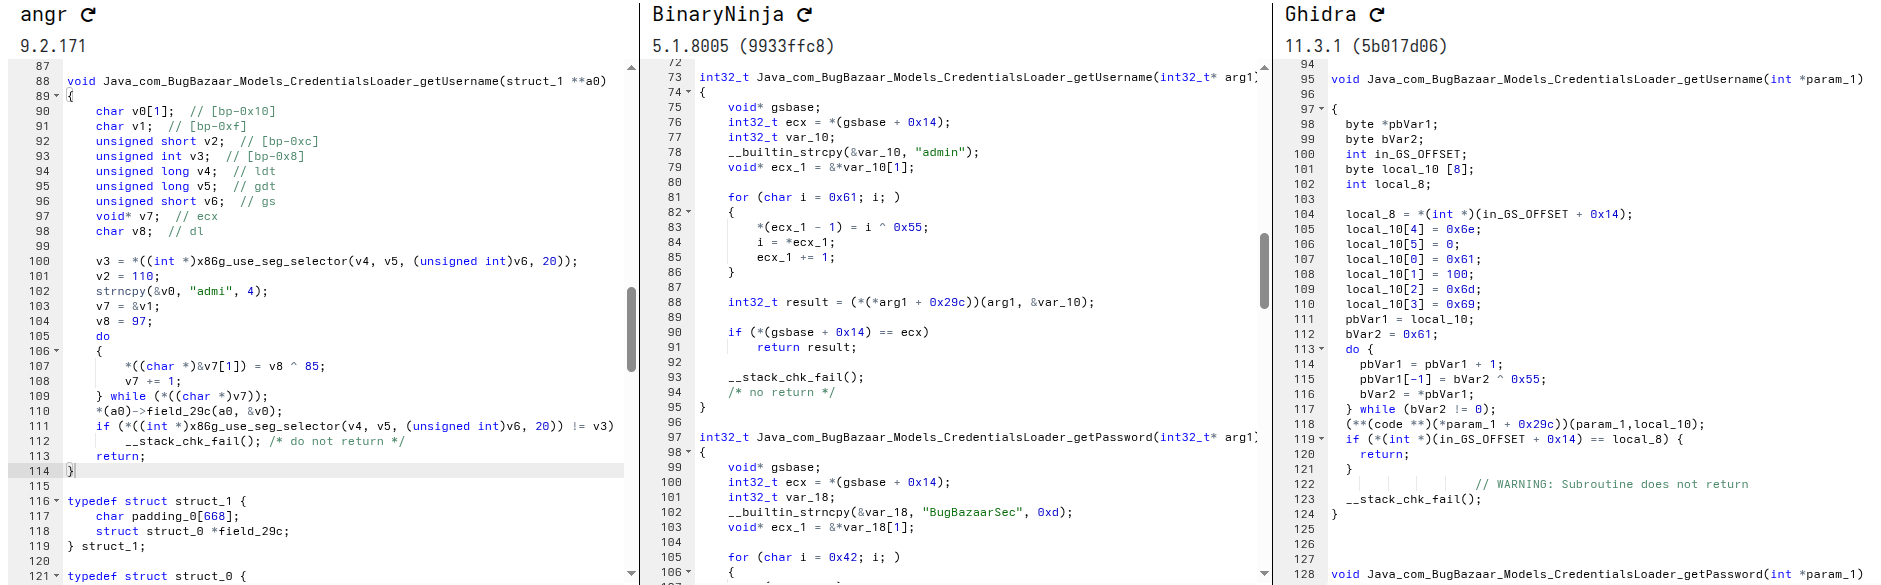 angr
9.2.171
87
88 void Java_com_BugBazaar_Models_CredentialsLoader_getUsername(struct_1 **a0)
89 {
90     char v0[1];  // [bp-0x10]
91     char v1;  // [bp-0xf]
92     unsigned short v2;  // [bp-0xc]
93     unsigned int v3;  // [bp-0x8]
94     unsigned long v4;  // ldt
95     unsigned long v5;  // gdt
96     unsigned short v6;  // gs
97     void* v7;  // ecx
98     char v8;  // dl
99
100     v3 = *((int *)x86g_use_seg_selector(v4, v5, (unsigned int)v6, 20));
101     v2 = 110;
102     strncpy(&v0, "admi", 4);
103     v7 = &v1;
104     v8 = 97;
105     do
106     {
107         *((char *)&v7[1]) = v8 ^ 85;
108         v7 += 1;
109     } while (*((char *)v7));
110     *(a0)->field_29c(a0, &v0);
111     if (*((int *)x86g_use_seg_selector(v4, v5, (unsigned int)v6, 20)) != v3)
112         __stack_chk_fail(); /* do not return */
113     return;
114 }
115
116 typedef struct struct_1 {
117     char padding_0[668];
118     struct struct_0 *field_29c;
119 } struct_1;
120
121 typedef struct struct_0 {
BinaryNinja
5.1.8005 (9933ffc8)
72
73 int32_t Java_com_BugBazaar_Models_CredentialsLoader_getUsername(int32_t* arg1)
74 {
75     void* gsbase;
76     int32_t ecx = *(gsbase + 0x14);
77     int32_t var_10;
78     __builtin_strcpy(&var_10, "admin");
79     void* ecx_1 = &*var_10[1];
80
81     for (char i = 0x61; i; )
82     {
83         *(ecx_1 - 1) = i ^ 0x55;
84         i = *ecx_1;
85         ecx_1 += 1;
86     }
87
88     int32_t result = (*(*arg1 + 0x29c))(arg1, &var_10);
89
90     if (*(gsbase + 0x14) == ecx)
91         return result;
92
93     __stack_chk_fail();
94     /* no return */
95 }
96
97 int32_t Java_com_BugBazaar_Models_CredentialsLoader_getPassword(int32_t* arg1)
98 {
99     void* gsbase;
100     int32_t ecx = *(gsbase + 0x14);
101     int32_t var_18;
102     __builtin_strncpy(&var_18, "BugBazaarSec", 0xd);
103     void* ecx_1 = &*var_18[1];
104
105     for (char i = 0x42; i; )
106     {
Ghidra
11.3.1 (5b017d06)
94
95 void Java_com_BugBazaar_Models_CredentialsLoader_getUsername(int *param_1)
96
97 {
98   byte *pbVar1;
99   byte bVar2;
100   int in_GS_OFFSET;
101   byte local_10 [8];
102   int local_8;
103
104   local_8 = *(int *)(in_GS_OFFSET + 0x14);
105   local_10[4] = 0x6e;
106   local_10[5] = 0;
107   local_10[0] = 0x61;
108   local_10[1] = 100;
109   local_10[2] = 0x6d;
110   local_10[3] = 0x69;
111   pbVar1 = local_10;
112   bVar2 = 0x61;
113   do {
114     pbVar1 = pbVar1 + 1;
115     pbVar1[-1] = bVar2 ^ 0x55;
116     bVar2 = *pbVar1;
117   } while (bVar2 != 0);
118   (**(code **)(*param_1 + 0x29c))(param_1,local_10);
119   if (*(int *)(in_GS_OFFSET + 0x14) == local_8) {
120     return;
121   }
122                     // WARNING: Subroutine does not return
123   __stack_chk_fail();
124 }
125
126
127
128 void Java_com_BugBazaar_Models_CredentialsLoader_getPassword(int *param_1)